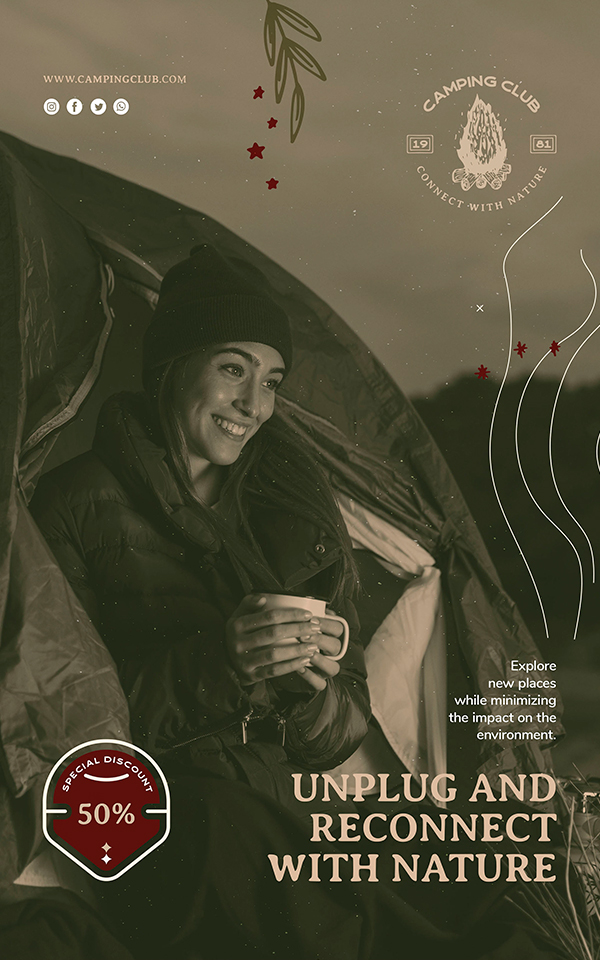 WWW.CAMPINGCLUB.COM
CAMPING CLUB
19
81
CONNECT WITH NATURE
Explore
new places
while minimizing
the impact on the
environment.
SPECIAL DISCOUNT
50%
UNPLUG AND
RECONNECT
WITH NATURE